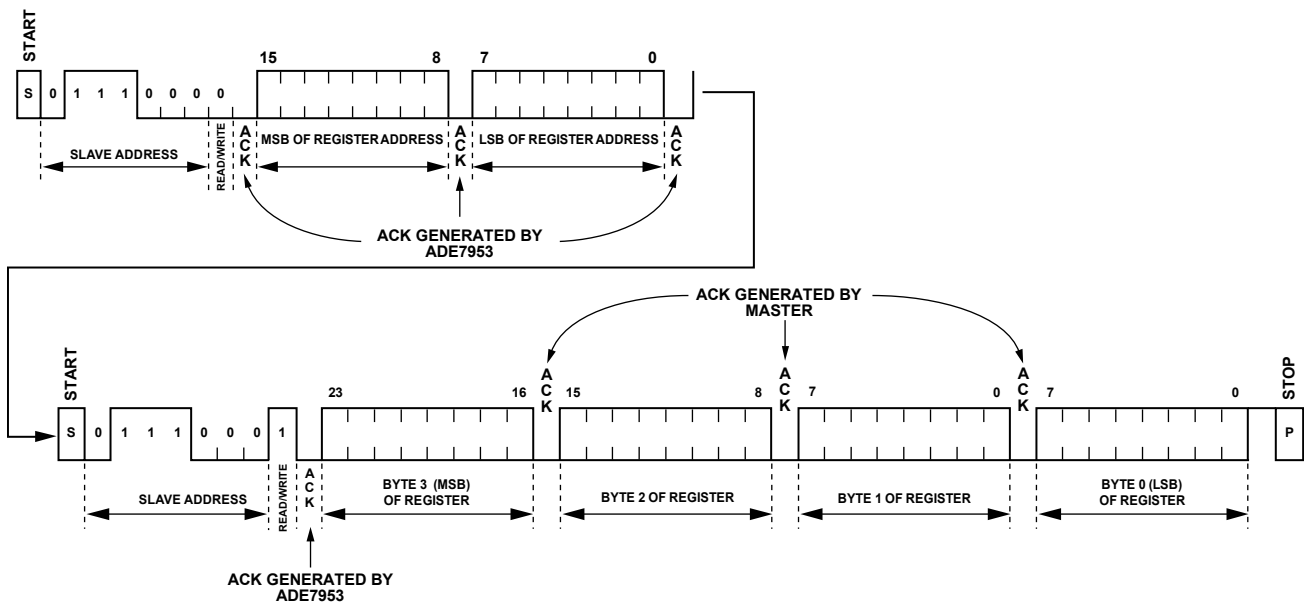 START
15 8 7 0
S 0 1 1 1 0 0 0 0
SLAVE ADDRESS
READ/WRITE
ACK
MSB OF REGISTER ADDRESS
ACK
LSB OF REGISTER ADDRESS
ACK
ACK GENERATED BY
ADE7953
ACK GENERATED BY
MASTER
START
S 0 1 1 1 0 0 0 1
SLAVE ADDRESS
READ/WRITE
ACK
23 16
BYTE 3 (MSB)
OF REGISTER
ACK
15 8
BYTE 2 OF REGISTER
ACK
7 0
BYTE 1 OF REGISTER
ACK
7 0
BYTE 0 (LSB)
OF REGISTER
STOP
P
ACK GENERATED BY
ADE7953